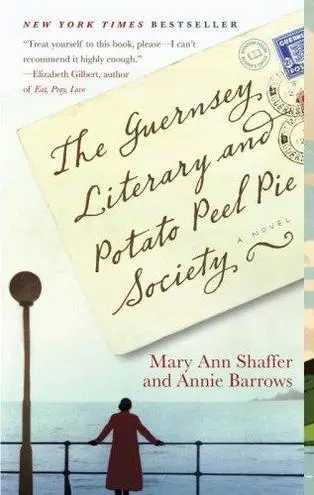 NEW YORK TIMES BESTSELLER
“Treat yourself to this book, please—I can't
recommend it highly enough.”
—Elizabeth Gilbert, author
of Eat, Pray, Love
The Guernsey
Literary and
Potato Peel Pie
Society
A NOVEL
Mary Ann Shaffer
and Annie Barrows